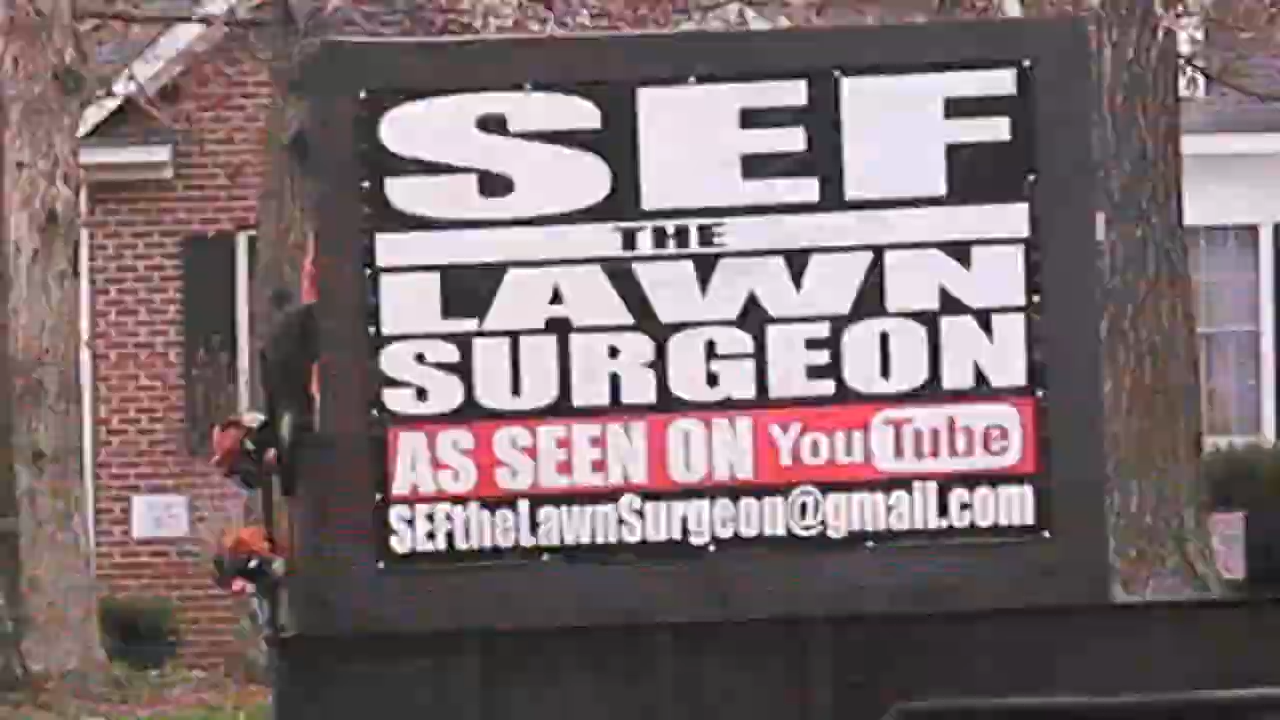 SEF
THE
LAWN
SURGEON
AS SEEN ON YouTube
SEFtheLawnSurgeon@gmail.com